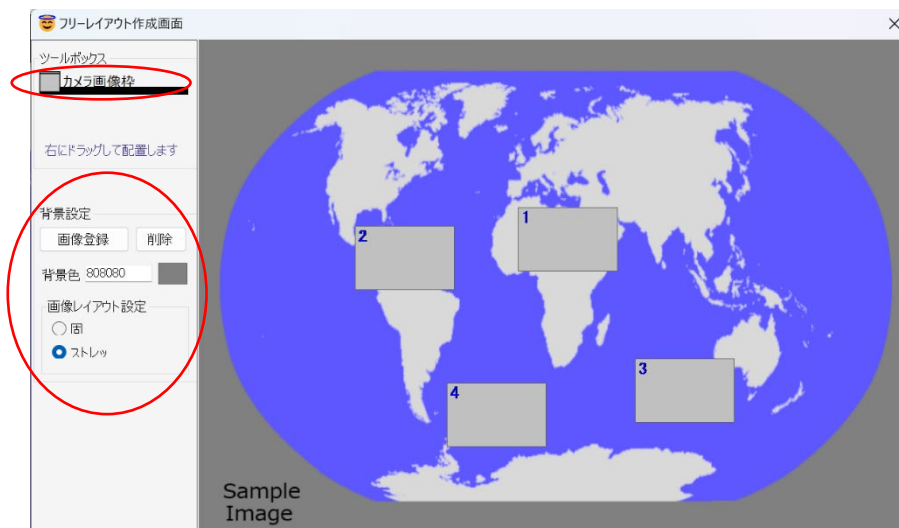 フリーレイアウト作成画面
ツールボックス
カメラ画像枠
右にドラッグして配置します
背景設定
画像登録 削除
背景色 808080
画像レイアウト設定
ストレッ
1
2
3
4
Sample
Image